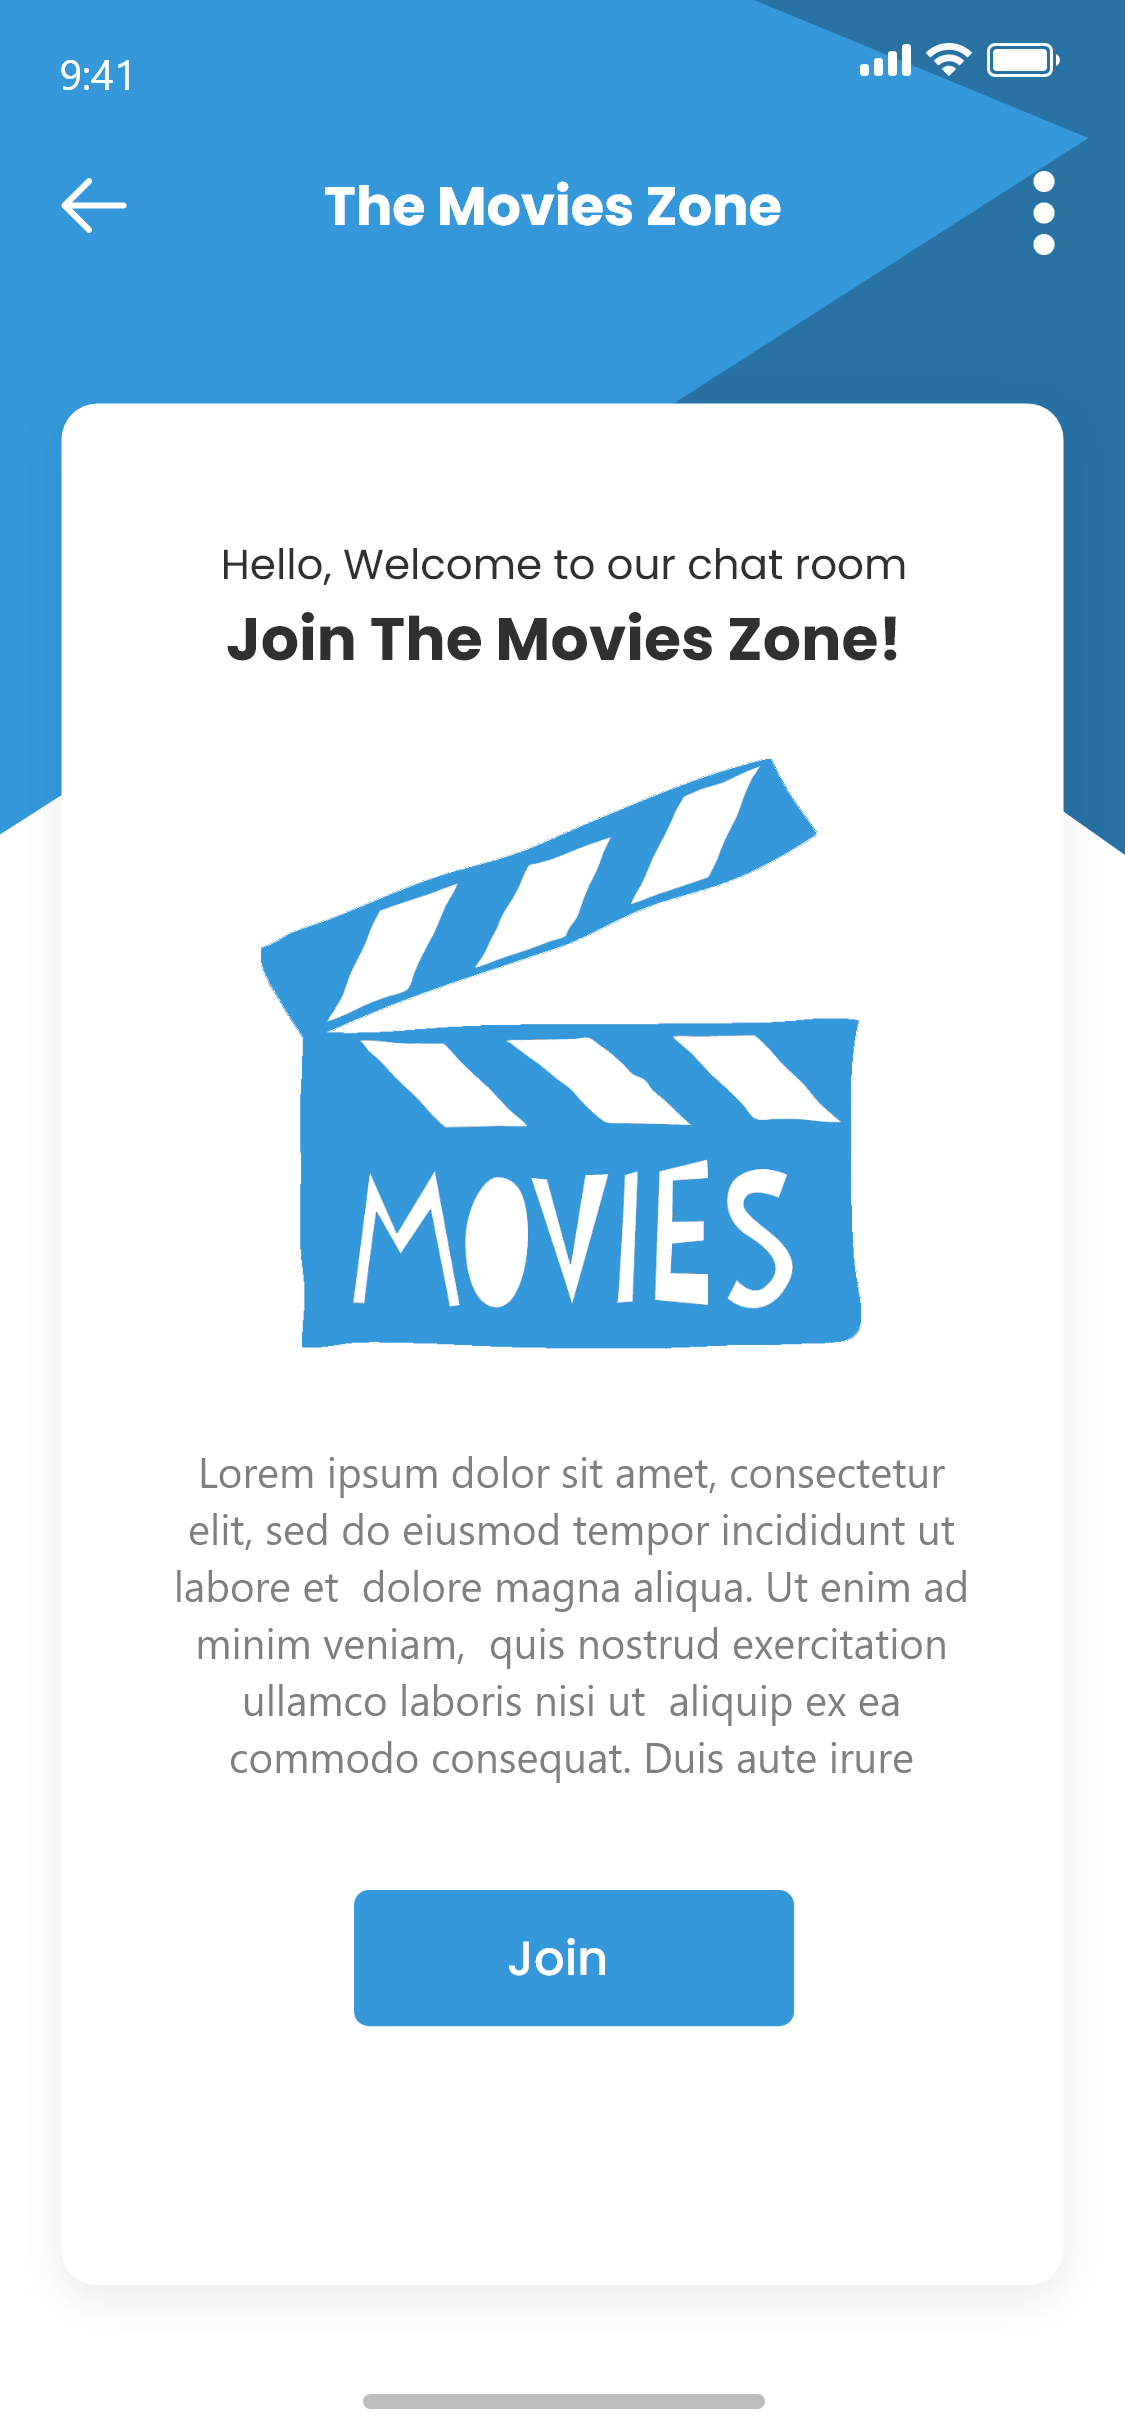 9:41
The Movies Zone
Hello, Welcome to our chat room
Join The Movies Zone!
MOVIES
Lorem ipsum dolor sit amet, consectetur
elit, sed do eiusmod tempor incididunt ut
labore et  dolore magna aliqua. Ut enim ad
minim veniam,  quis nostrud exercitation
ullamco laboris nisi ut  aliquip ex ea
commodo consequat. Duis aute irure
Join